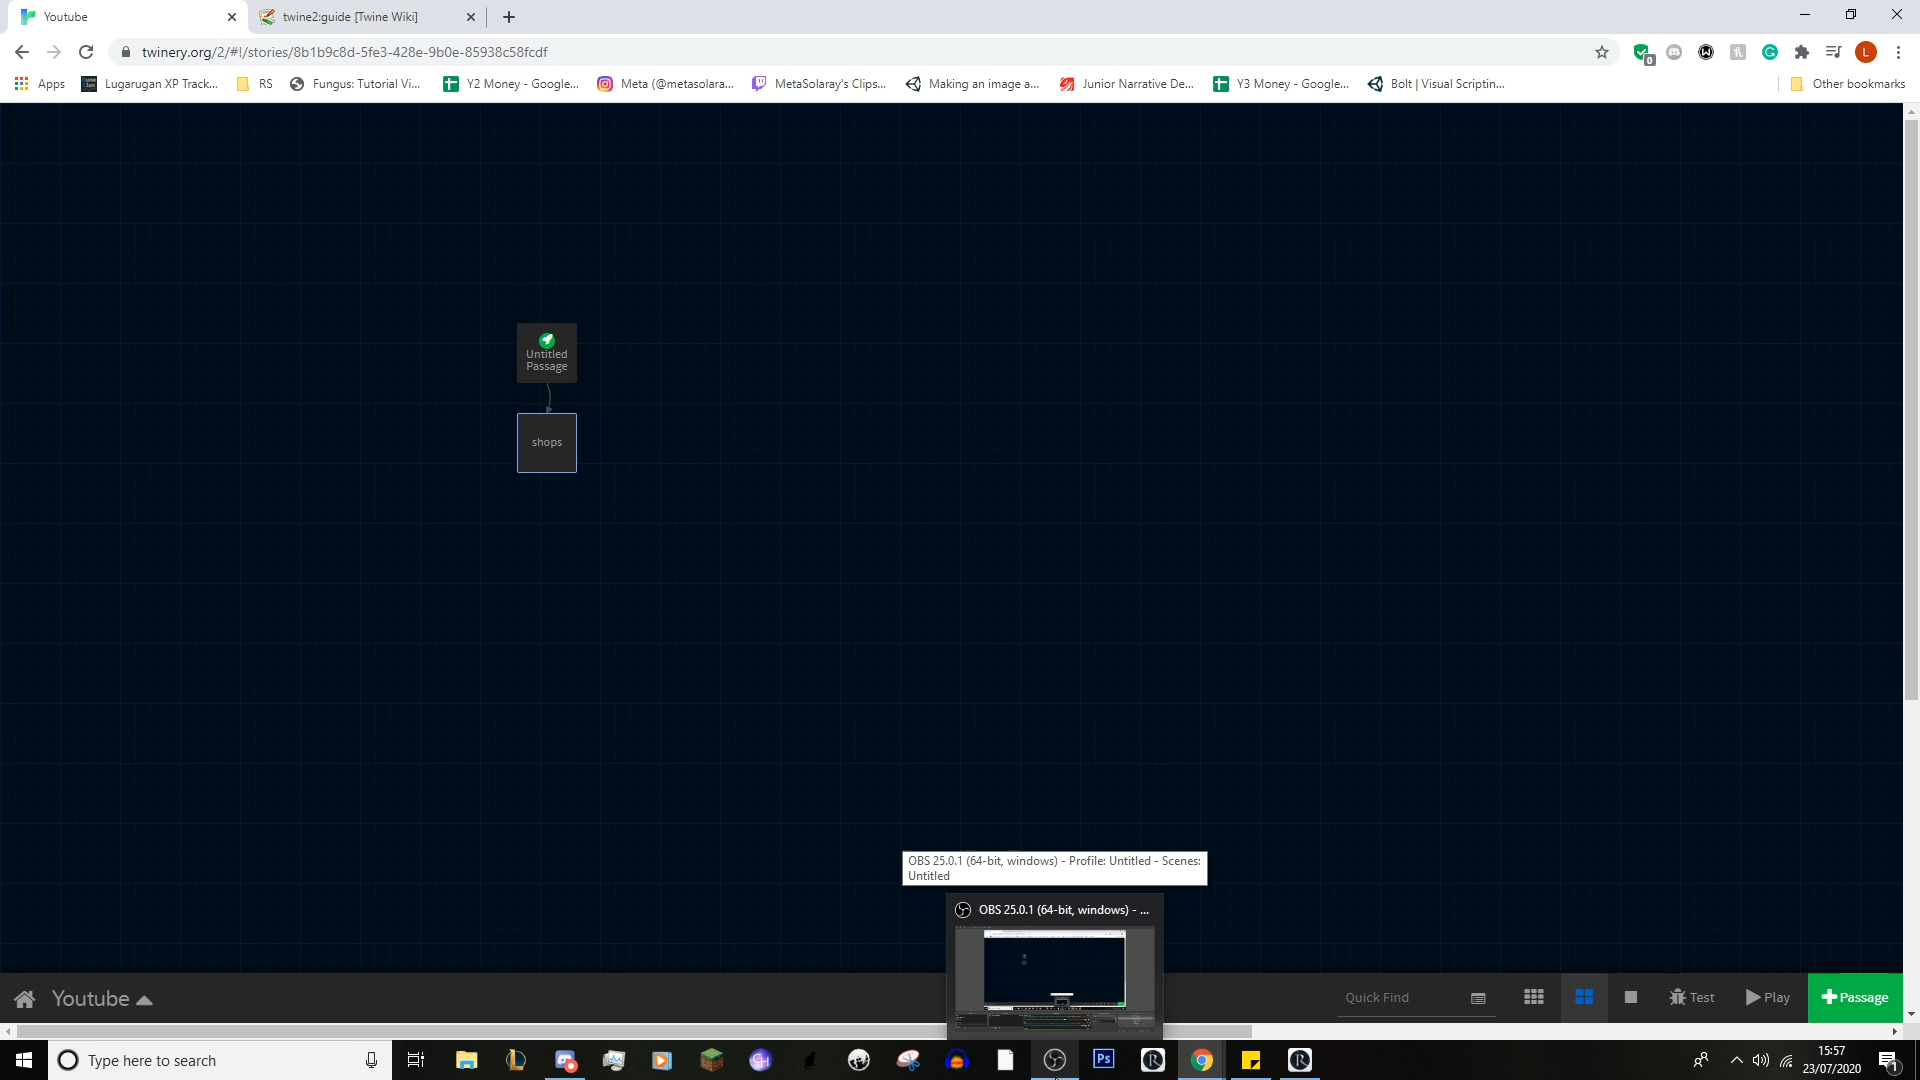 Youtube
twine2:guide [Twine Wiki]
twinery.org/2/#!/stories/8b1b9c8d-5fe3-428e-9b0e-85938c58fcdf
0
L
Apps
Lugarugan XP Track...
RS
Fungus: Tutorial Vi...
Y2 Money - Google...
Meta (@metasolara...
MetaSolaray's Clips...
Making an image a...
Junior Narrative De...
Y3 Money - Google...
Bolt | Visual Scriptin...
Other bookmarks
Untitled
Passage
shops
OBS 25.0.1 (64-bit, windows) - Profile: Untitled - Scenes:
Untitled
OBS 25.0.1 (64-bit, windows) - ...
Youtube
Quick Find
Test
Play
Passage
Type here to search
Ps
15:57
23/07/2020
1